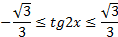 -√3/3 ≤ tg2x ≤ √3/3